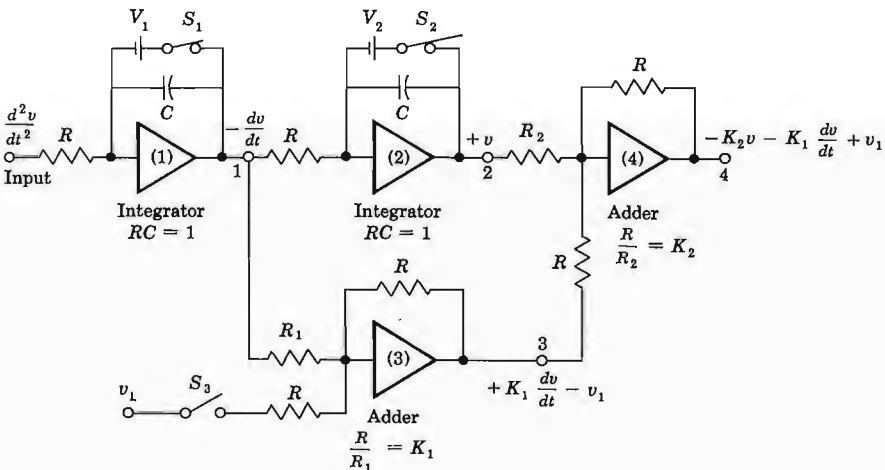 V₁ S₁
V₂ S₂
C
C
R
d²v/dt²
R
(1)
− dv/dt
R
(2)
+ v
R₂
(4)
−K₂v − K₁ dv/dt + v₁
Input
1
2
4
Integrator
RC = 1
Integrator
RC = 1
Adder
R/R₂ = K₂
R
R
R₁
(3)
3
+ K₁ dv/dt − v₁
v₁
S₃
R
Adder
R/R₁ = K₁